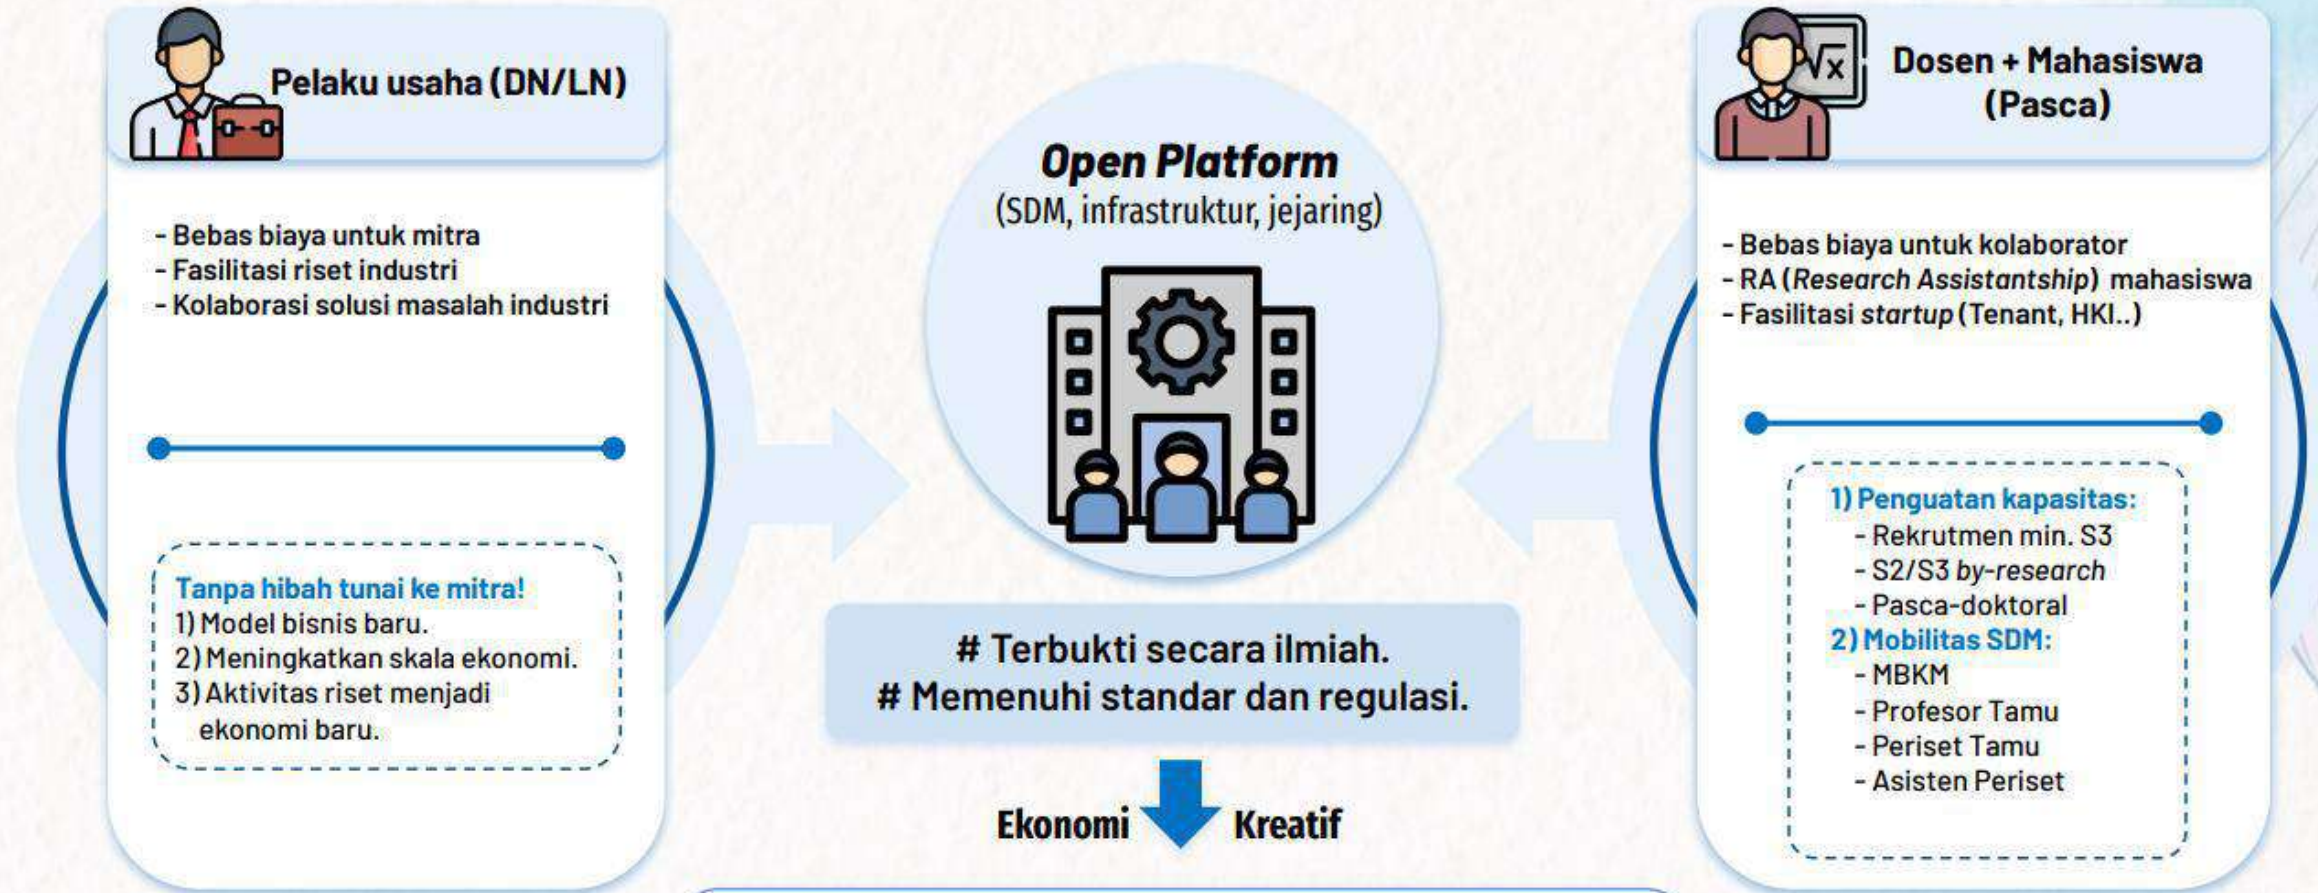 Pelaku usaha (DN/LN)
- Bebas biaya untuk mitra
- Fasilitasi riset industri
- Kolaborasi solusi masalah industri
Tanpa hibah tunai ke mitra!
1) Model bisnis baru.
2) Meningkatkan skala ekonomi.
3) Aktivitas riset menjadi
ekonomi baru.
Open Platform
(SDM, infrastruktur, jejaring)
# Terbukti secara ilmiah.
# Memenuhi standar dan regulasi.
Ekonomi Kreatif
√x
Dosen + Mahasiswa
(Pasca)
- Bebas biaya untuk kolaborator
- RA (Research Assistantship) mahasiswa
- Fasilitasi startup (Tenant, HKI..)
1) Penguatan kapasitas:
- Rekrutmen min. S3
- S2/S3 by-research
- Pasca-doktoral
2) Mobilitas SDM:
- MBKM
- Profesor Tamu
- Periset Tamu
- Asisten Periset